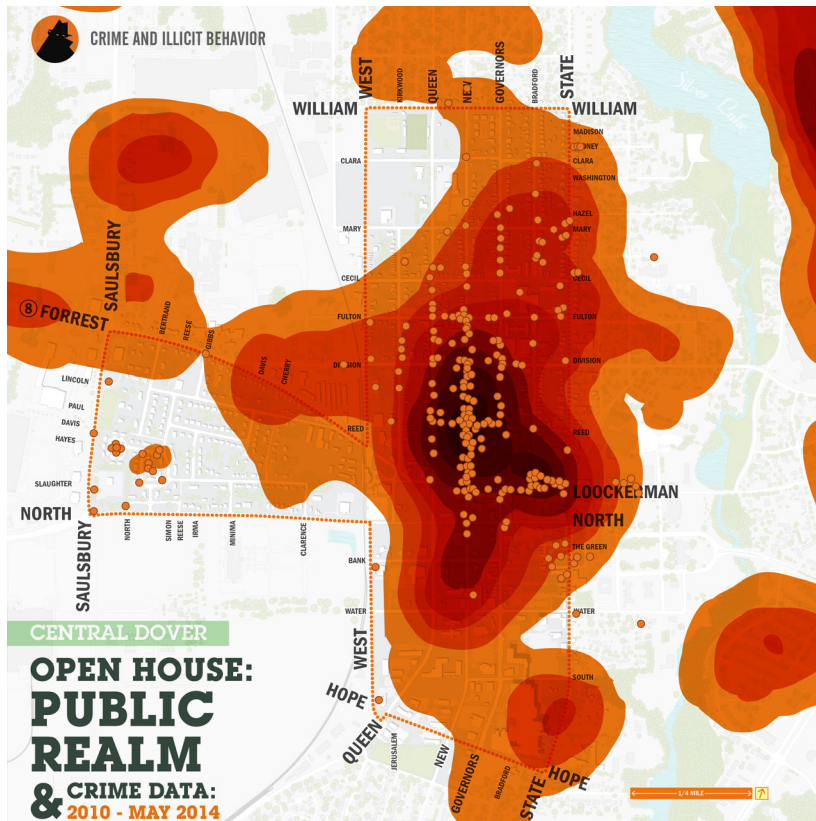 CRIME AND ILLICIT BEHAVIOR
WEST
KIRKWOOD
QUEEN
NEW
GOVERNORS
BRADFORD
STATE
WILLIAM
WILLIAM
Silver Lake
MADISON
CLARA
CLARA
WASHINGTON
HAZEL
MARY
MARY
CECIL
CECIL
SAULSBURY
8 FORREST
BERTRAND
REESE
GIBBS
FULTON
FULTON
DAVIS
CHERRY
DIVISION
DIVISION
LINCOLN
PAUL
DAVIS
HAYES
REED
REED
SLAUGHTER
LOOCKERMAN
NORTH
NORTH
SAULSBURY
NORTH
SIMON
REESE
IRMA
MINIMA
CLARENCE
THE GREEN
BANK
WATER
WATER
WEST
SOUTH
HOPE
QUEEN
JERUSALEM
NEW
GOVERNORS
BRADFORD
STATE
HOPE
CENTRAL DOVER
OPEN HOUSE:
PUBLIC
REALM
& CRIME DATA:
2010 - MAY 2014
1/4 MILE